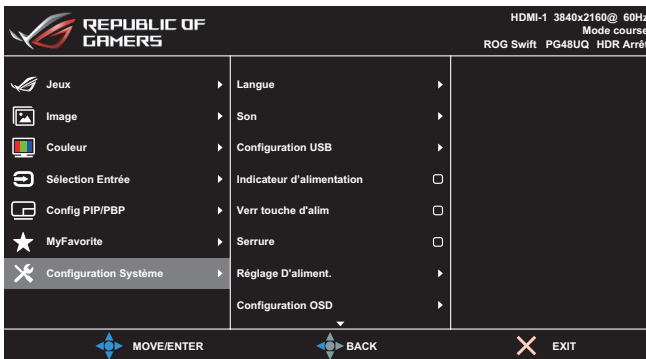 REPUBLIC OF
GAMERS
HDMI-1 3840x2160@ 60Hz
Mode course
ROG Swift PG48UQ HDR Arrêt
Jeux
Image
Couleur
Sélection Entrée
Config PIP/PBP
MyFavorite
Configuration Système
Langue
Son
Configuration USB
Indicateur d'alimentation
Verr touche d'alim
Serrure
Réglage D'aliment.
Configuration OSD
MOVE/ENTER
BACK
EXIT